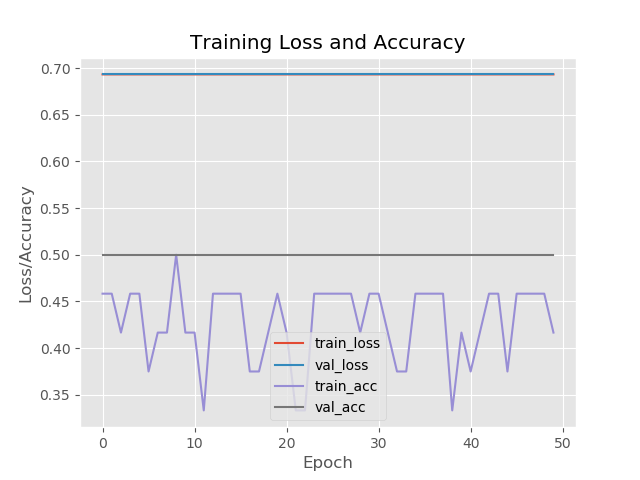 Training Loss and Accuracy
0.70
0.65
0.60
0.55
0.50
0.45
0.40
0.35
Loss/Accuracy
train_loss
val_loss
train_acc
val_acc
0 10 20 30 40 50
Epoch